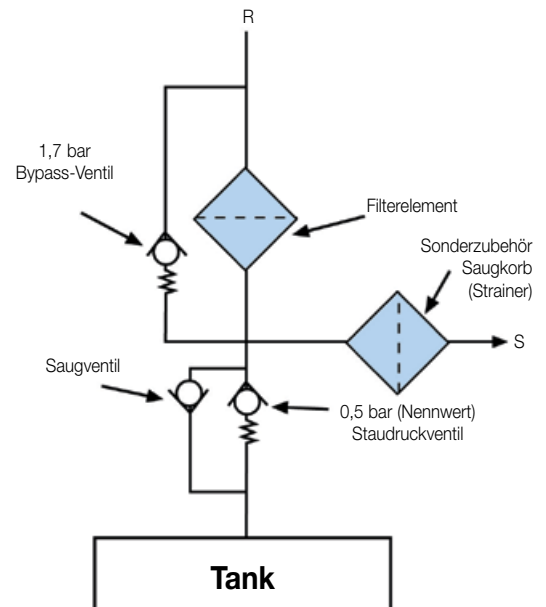 R
1,7 bar
Bypass-Ventil
Filterelement
Sonderzubehör
Saugkorb
(Strainer)
S
Saugventil
0,5 bar (Nennwert)
Staudruckventil
Tank